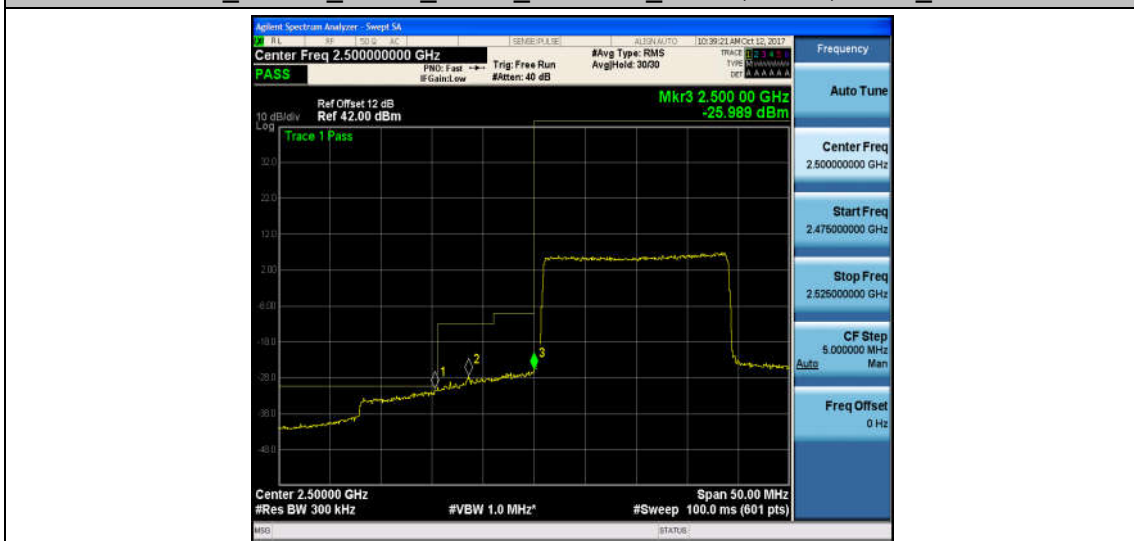 Agilent Spectrum Analyzer - Swept SA
RL RF 50 Ω AC SENSE:PULSE ALIGN AUTO 10:39:21 AM Oct 12, 2017
Center Freq 2.500000000 GHz
PNO: Fast Trig: Free Run #Avg Type: RMS TRACE 1 2 3 4 5 6
PASS IFGain:Low #Atten: 40 dB Avg|Hold: 30/30 TYPE
DET A A A A A A
Frequency
Auto Tune
Mkr3 2.500 00 GHz
Ref Offset 12 dB
10 dB/div Ref 42.00 dBm -25.989 dBm
Log
Trace 1 Pass
32.0
22.0
12.0
2.00
-8.00
-18.0
-28.0
-38.0
-48.0
1
2
3
Center Freq
2.500000000 GHz
Start Freq
2.475000000 GHz
Stop Freq
2.525000000 GHz
CF Step
5.000000 MHz
Auto Man
Freq Offset
0 Hz
Center 2.50000 GHz Span 50.00 MHz
#Res BW 300 kHz #VBW 1.0 MHz* #Sweep 100.0 ms (601 pts)
MSG STATUS